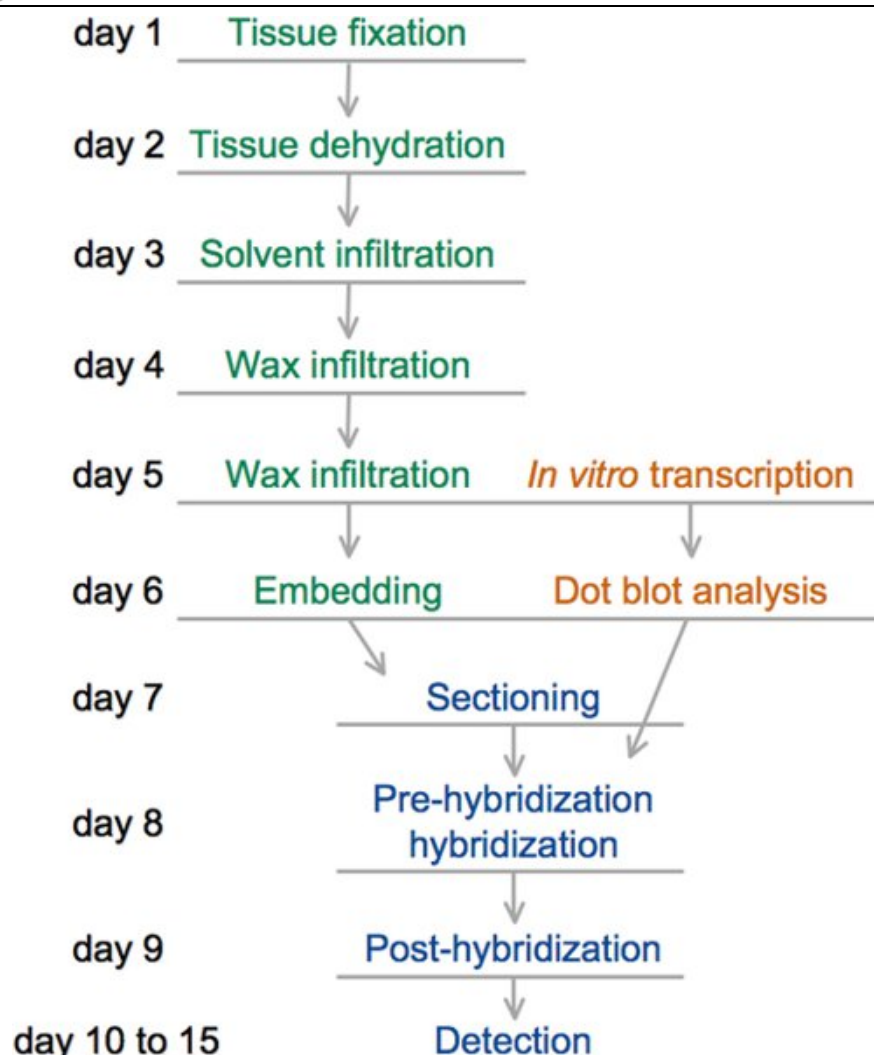 day 1 Tissue fixation
day 2 Tissue dehydration
day 3 Solvent infiltration
day 4 Wax infiltration
day 5 Wax infiltration In vitro transcription
day 6 Embedding Dot blot analysis
day 7 Sectioning
day 8 Pre-hybridization
hybridization
day 9 Post-hybridization
day 10 to 15 Detection